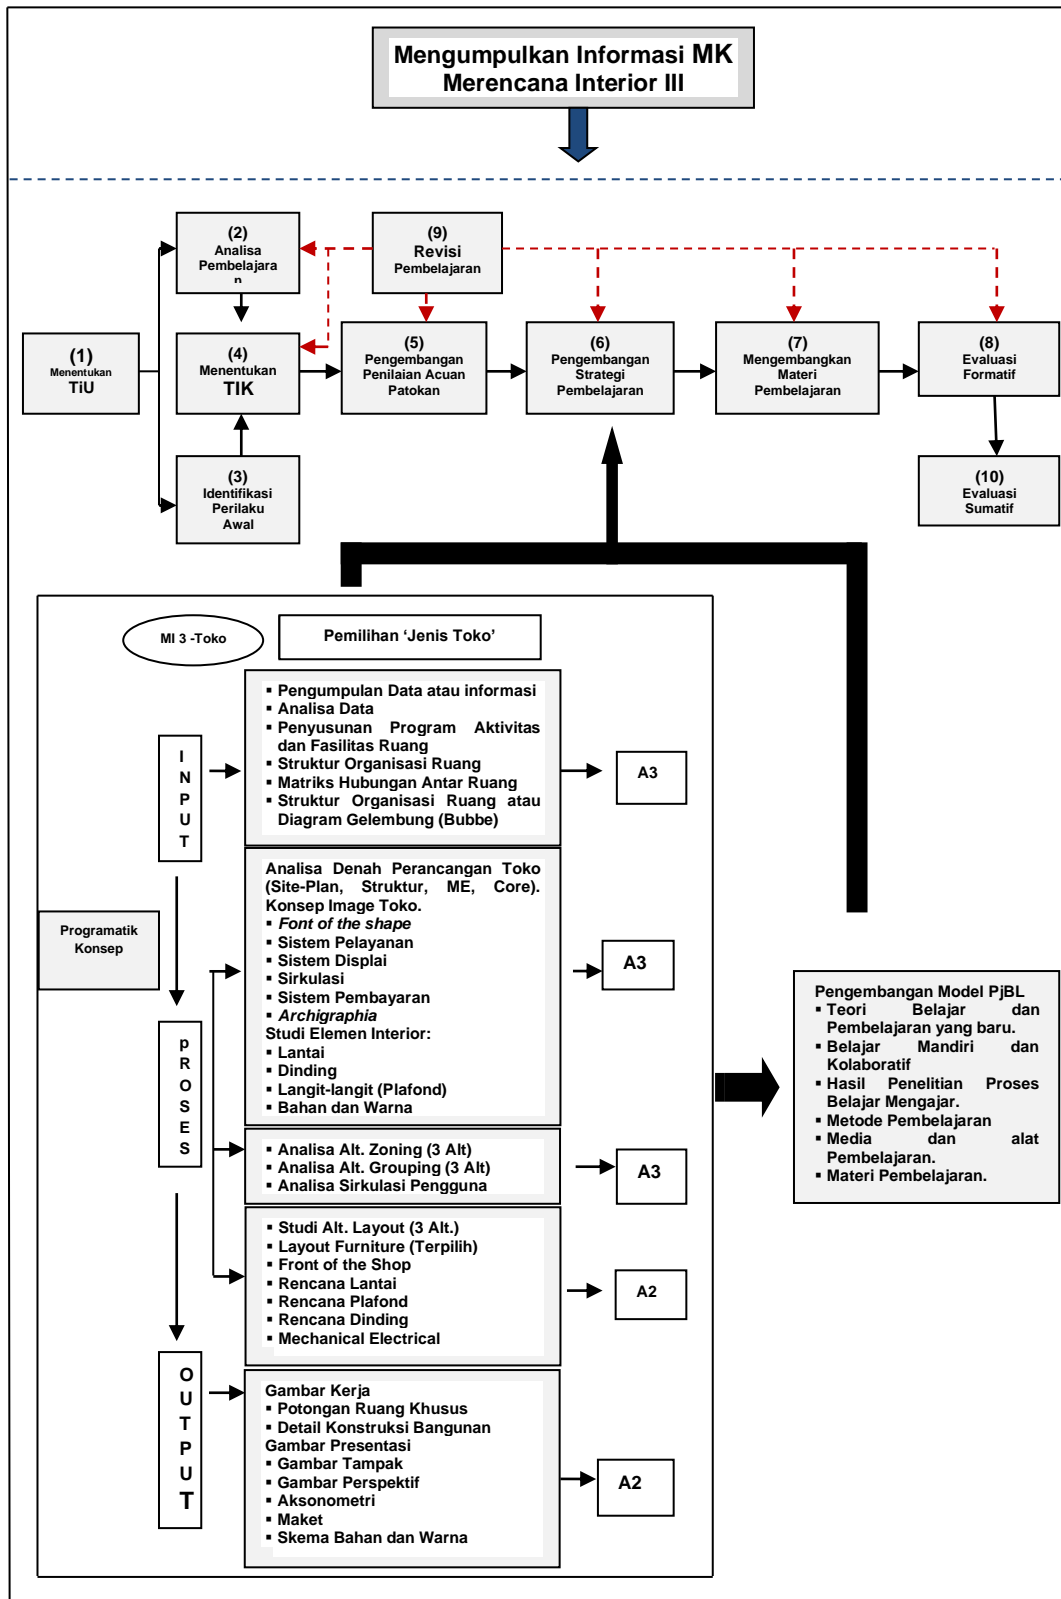 Mengumpulkan Informasi MK
Merencana Interior III
(2)
Analisa
Pembelajara
n
(9)
Revisi
Pembelajaran
(1)
Menentukan
TiU
(4)
Menentukan
TIK
(5)
Pengembangan
Penilaian Acuan
Patokan
(6)
Pengembangan
Strategi
Pembelajaran
(7)
Mengembangkan
Materi
Pembelajaran
(8)
Evaluasi
Formatif
(3)
Identifikasi
Perilaku
Awal
(10)
Evaluasi
Sumatif
MI 3 -Toko
Pemilihan ‘Jenis Toko’
I
N
P
U
T
▪ Pengumpulan Data atau informasi
▪ Analisa Data
▪ Penyusunan Program Aktivitas
dan Fasilitas Ruang
▪ Struktur Organisasi Ruang
▪ Matriks Hubungan Antar Ruang
▪ Struktur Organisasi Ruang atau
Diagram Gelembung (Bubbe)
A3
Programatik
Konsep
p
R
O
S
E
S
Analisa Denah Perancangan Toko
(Site-Plan, Struktur, ME, Core).
Konsep Image Toko.
▪ Font of the shape
▪ Sistem Pelayanan
▪ Sistem Displai
▪ Sirkulasi
▪ Sistem Pembayaran
▪ Archigraphia
Studi Elemen Interior:
▪ Lantai
▪ Dinding
▪ Langit-langit (Plafond)
▪ Bahan dan Warna
A3
▪ Analisa Alt. Zoning (3 Alt)
▪ Analisa Alt. Grouping (3 Alt)
▪ Analisa Sirkulasi Pengguna
A3
▪ Studi Alt. Layout (3 Alt.)
▪ Layout Furniture (Terpilih)
▪ Front of the Shop
▪ Rencana Lantai
▪ Rencana Plafond
▪ Rencana Dinding
▪ Mechanical Electrical
A2
O
U
T
P
U
T
Gambar Kerja
▪ Potongan Ruang Khusus
▪ Detail Konstruksi Bangunan
Gambar Presentasi
▪ Gambar Tampak
▪ Gambar Perspektif
▪ Aksonometri
▪ Maket
▪ Skema Bahan dan Warna
A2
Pengembangan Model PjBL
▪ Teori Belajar dan
Pembelajaran yang baru.
▪ Belajar Mandiri dan
Kolaboratif
▪ Hasil Penelitian Proses
Belajar Mengajar.
▪ Metode Pembelajaran
▪ Media dan alat
Pembelajaran.
▪ Materi Pembelajaran.